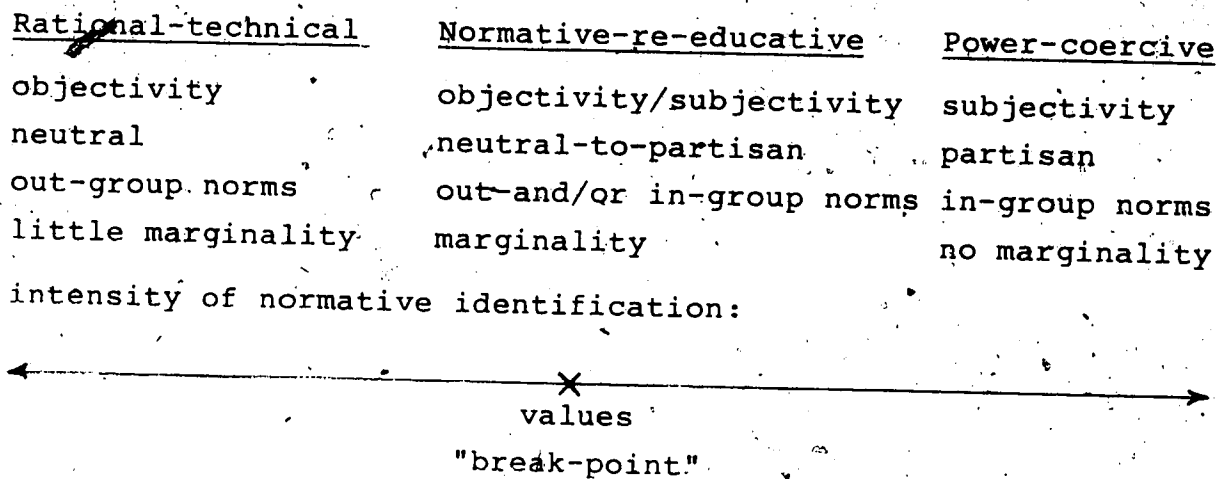 Rational-technical Normative-re-educative Power-coercive
objectivity objectivity/subjectivity subjectivity
neutral neutral-to-partisan partisan
out-group norms out-and/or in-group norms in-group norms
little marginality marginality no marginality
intensity of normative identification:
values
"break-point"